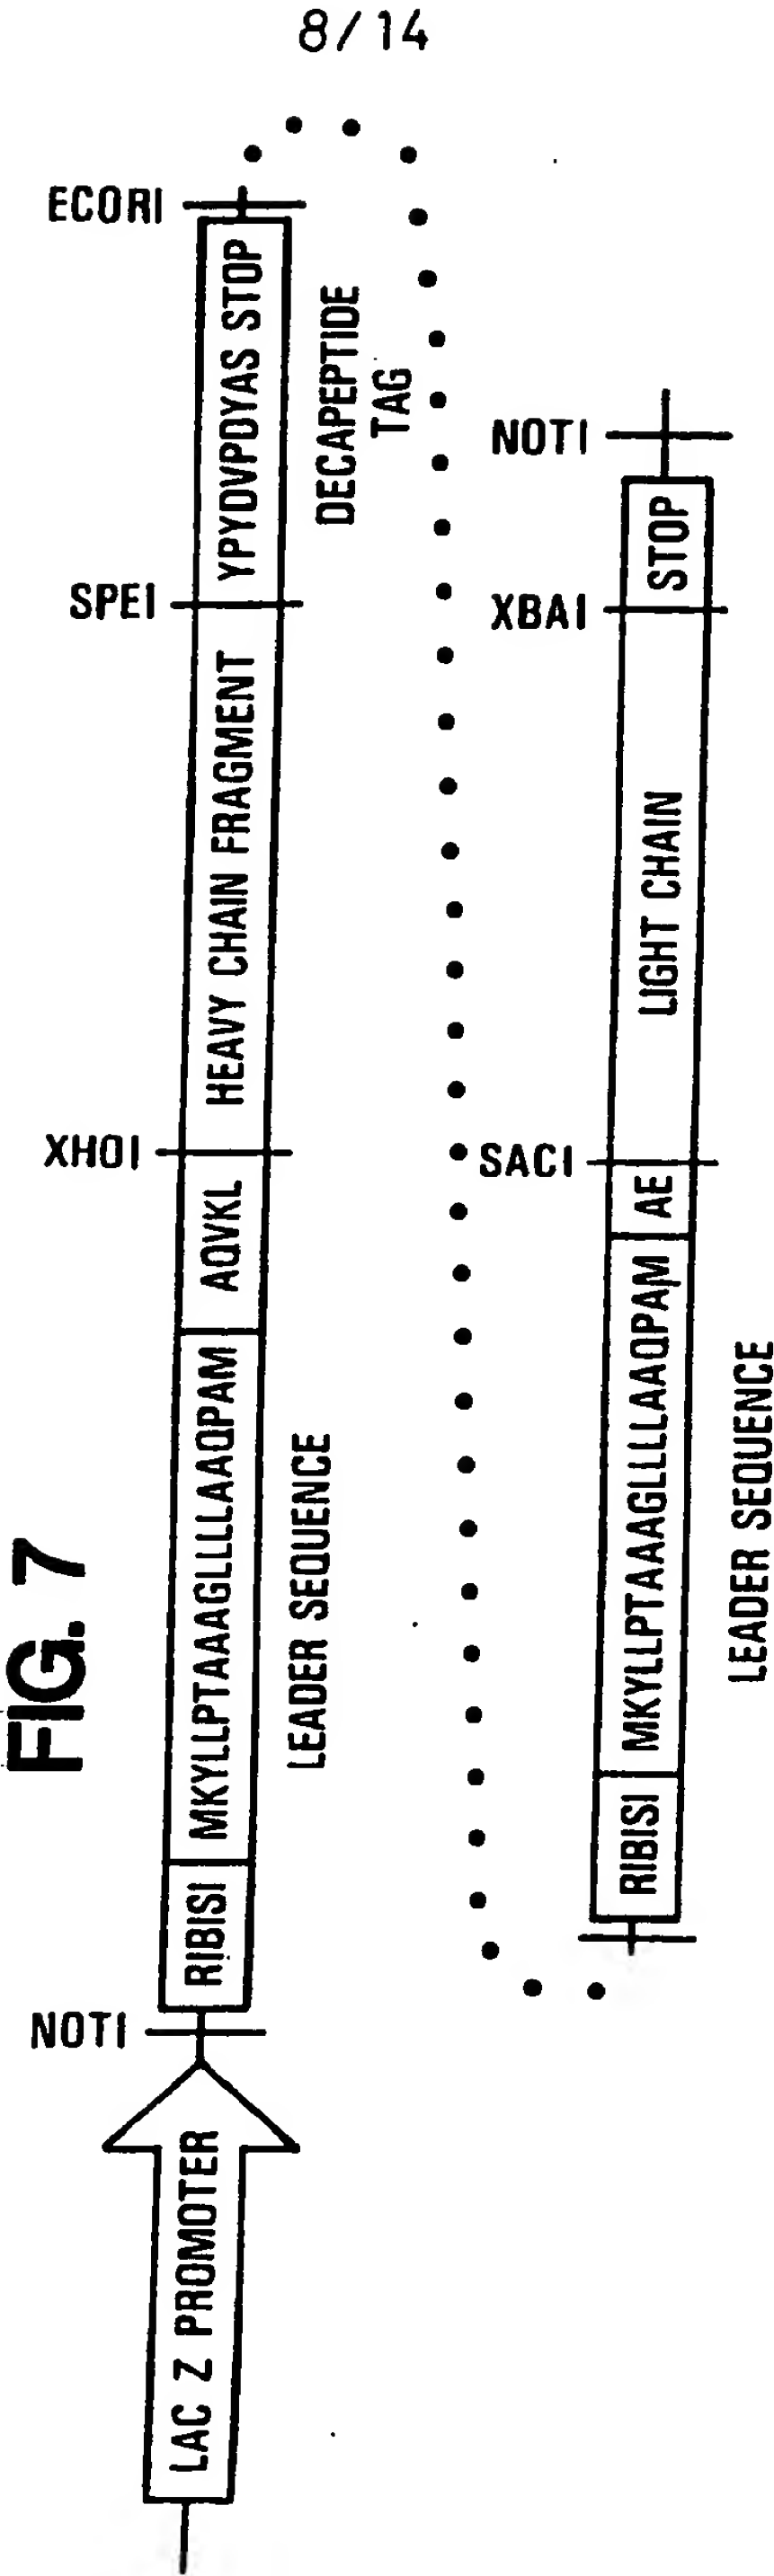 8/14
FIG. 7
LAC Z PROMOTER
NOTI
RIBISI
MKYLLPTAAAGLLLLAAQPAM
LEADER SEQUENCE
AQVKL
XHOI
HEAVY CHAIN FRAGMENT
SPEI
YPYDVPDYAS STOP
DECAPEPTIDE
TAG
ECORI
RIBISI
MKYLLPTAAAGLLLLAAQPAM
LEADER SEQUENCE
AE
SACI
LIGHT CHAIN
XBAI
STOP
NOTI